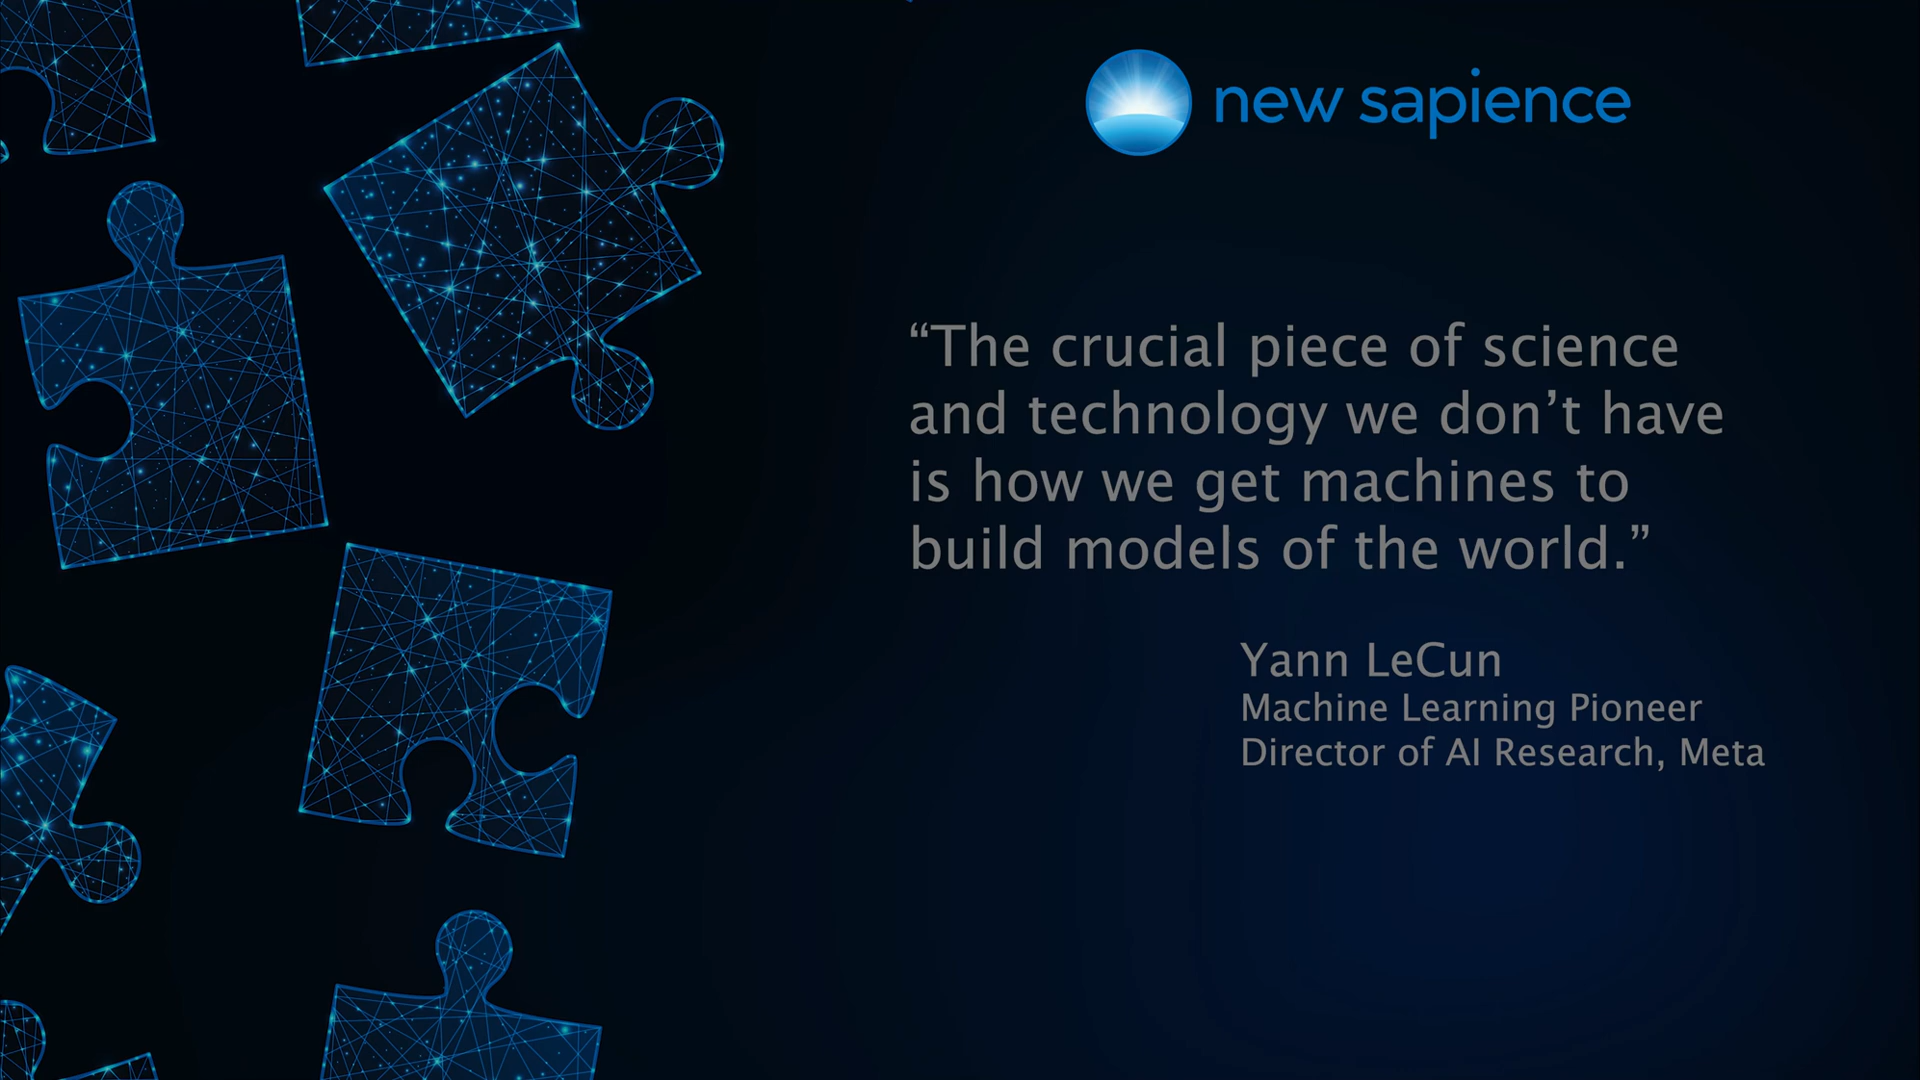 new sapience
“The crucial piece of science
and technology we don’t have
is how we get machines to
build models of the world.”
Yann LeCun
Machine Learning Pioneer
Director of AI Research, Meta